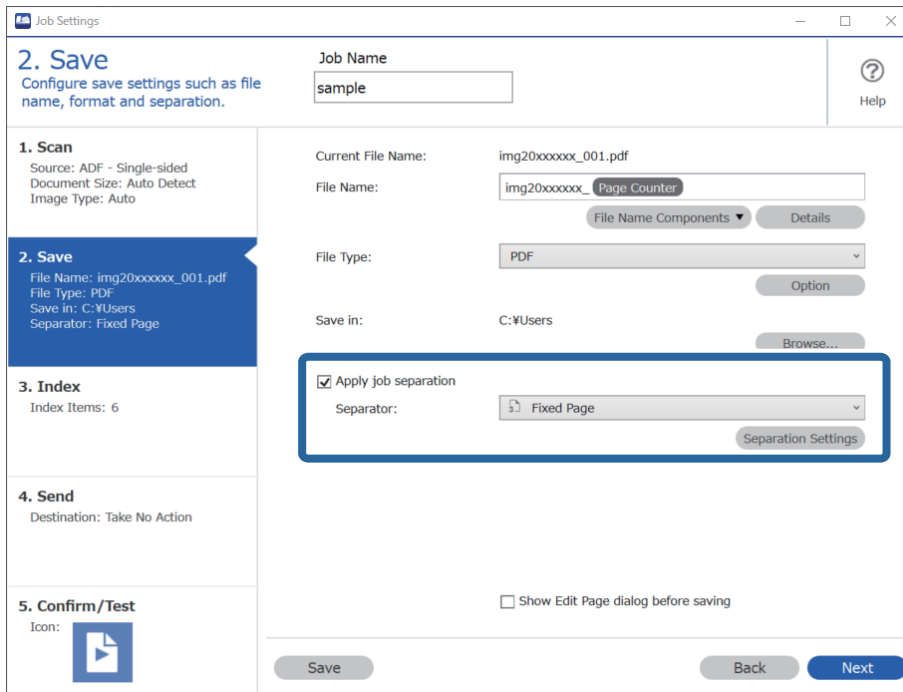 Job Settings
2. Save
Configure save settings such as file
name, format and separation.
Job Name
sample
Help
1. Scan
Source: ADF - Single-sided
Document Size: Auto Detect
Image Type: Auto
2. Save
File Name: img20xxxxxx_001.pdf
File Type: PDF
Save in: C:¥Users
Separator: Fixed Page
3. Index
Index Items: 6
4. Send
Destination: Take No Action
5. Confirm/Test
Icon:
Current File Name: img20xxxxxx_001.pdf
File Name: img20xxxxxx_ Page Counter
File Name Components ▼ Details
File Type: PDF
Option
Save in: C:¥Users
Browse...
Apply job separation
Separator: Fixed Page
Separation Settings
Show Edit Page dialog before saving
Save Back Next